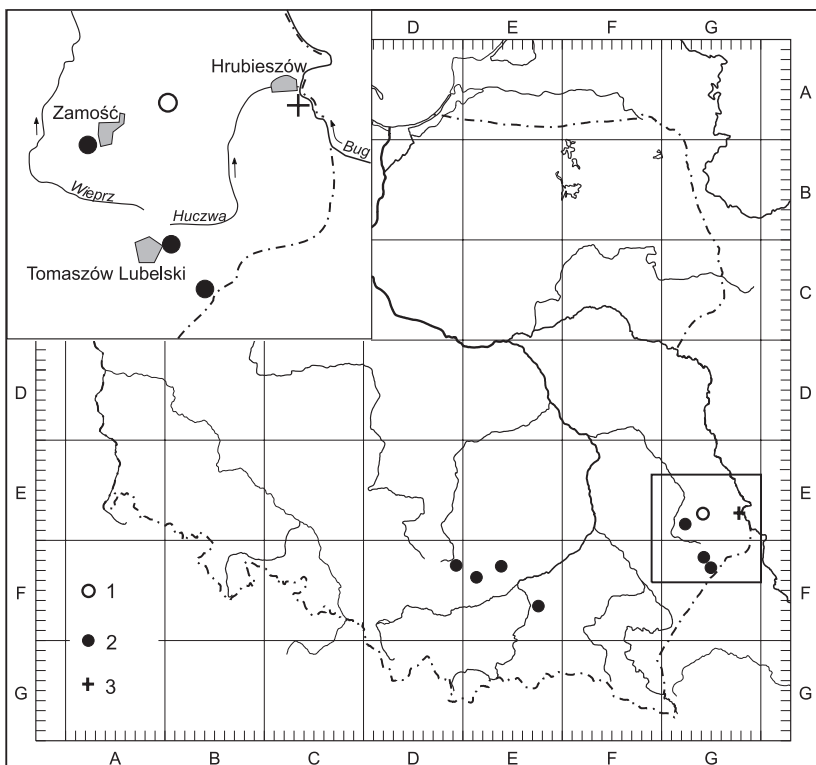 D E F G
Hrubieszów
Zamość
Bug
Wieprz
Huczwa
Tomaszów Lubelski
A
B
C
D D
E E
F F
1
2
3
G G
A B C D E F G